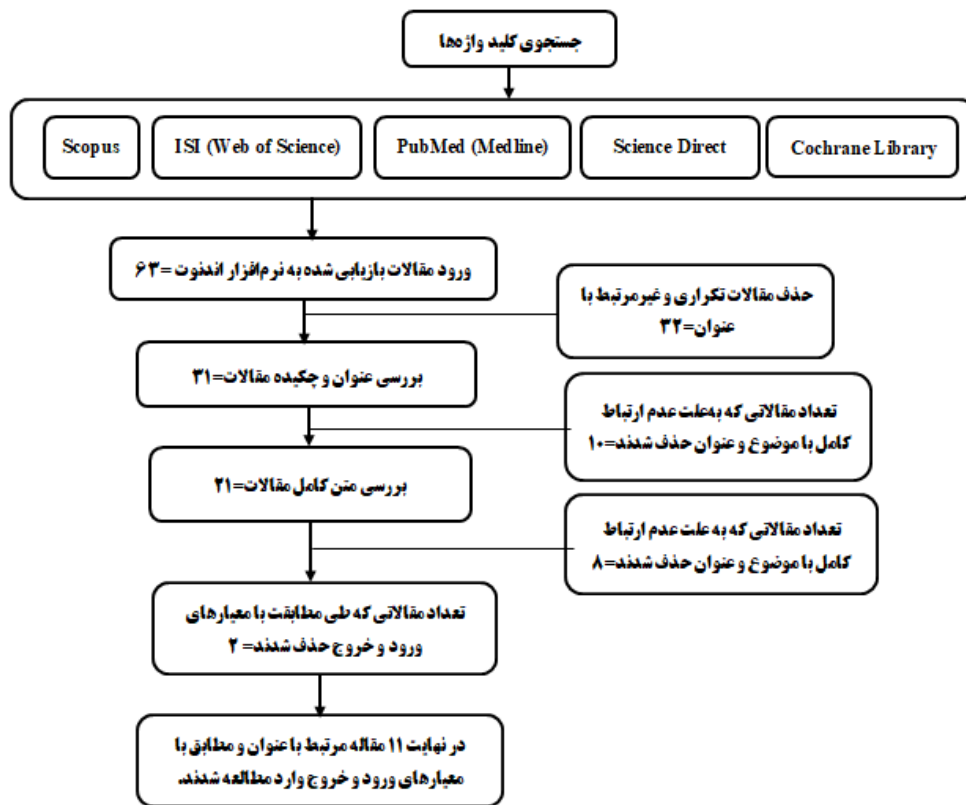 جستجوی کلید واژه‌ها
Scopus
ISI (Web of Science)
PubMed (Medline)
Science Direct
Cochrane Library
ورود مقالات بازیابی شده به نرم‌افزار اندنوت =۶۳
حذف مقالات تکراری و غیرمرتبط با
عنوان=۳۲
بررسی عنوان و چکیده مقالات=۳۱
تعداد مقالاتی که به‌علت عدم ارتباط
کامل با موضوع و عنوان حذف شدند=۱۰
بررسی متن کامل مقالات=۲۱
تعداد مقالاتی که به علت عدم ارتباط
کامل با موضوع و عنوان حذف شدند=۸
تعداد مقالاتی که طی مطابقت با معیارهای
ورود و خروج حذف شدند= ۲
در نهایت ۱۱ مقاله مرتبط با عنوان و مطابق با
معیارهای ورود و خروج وارد مطالعه شدند.